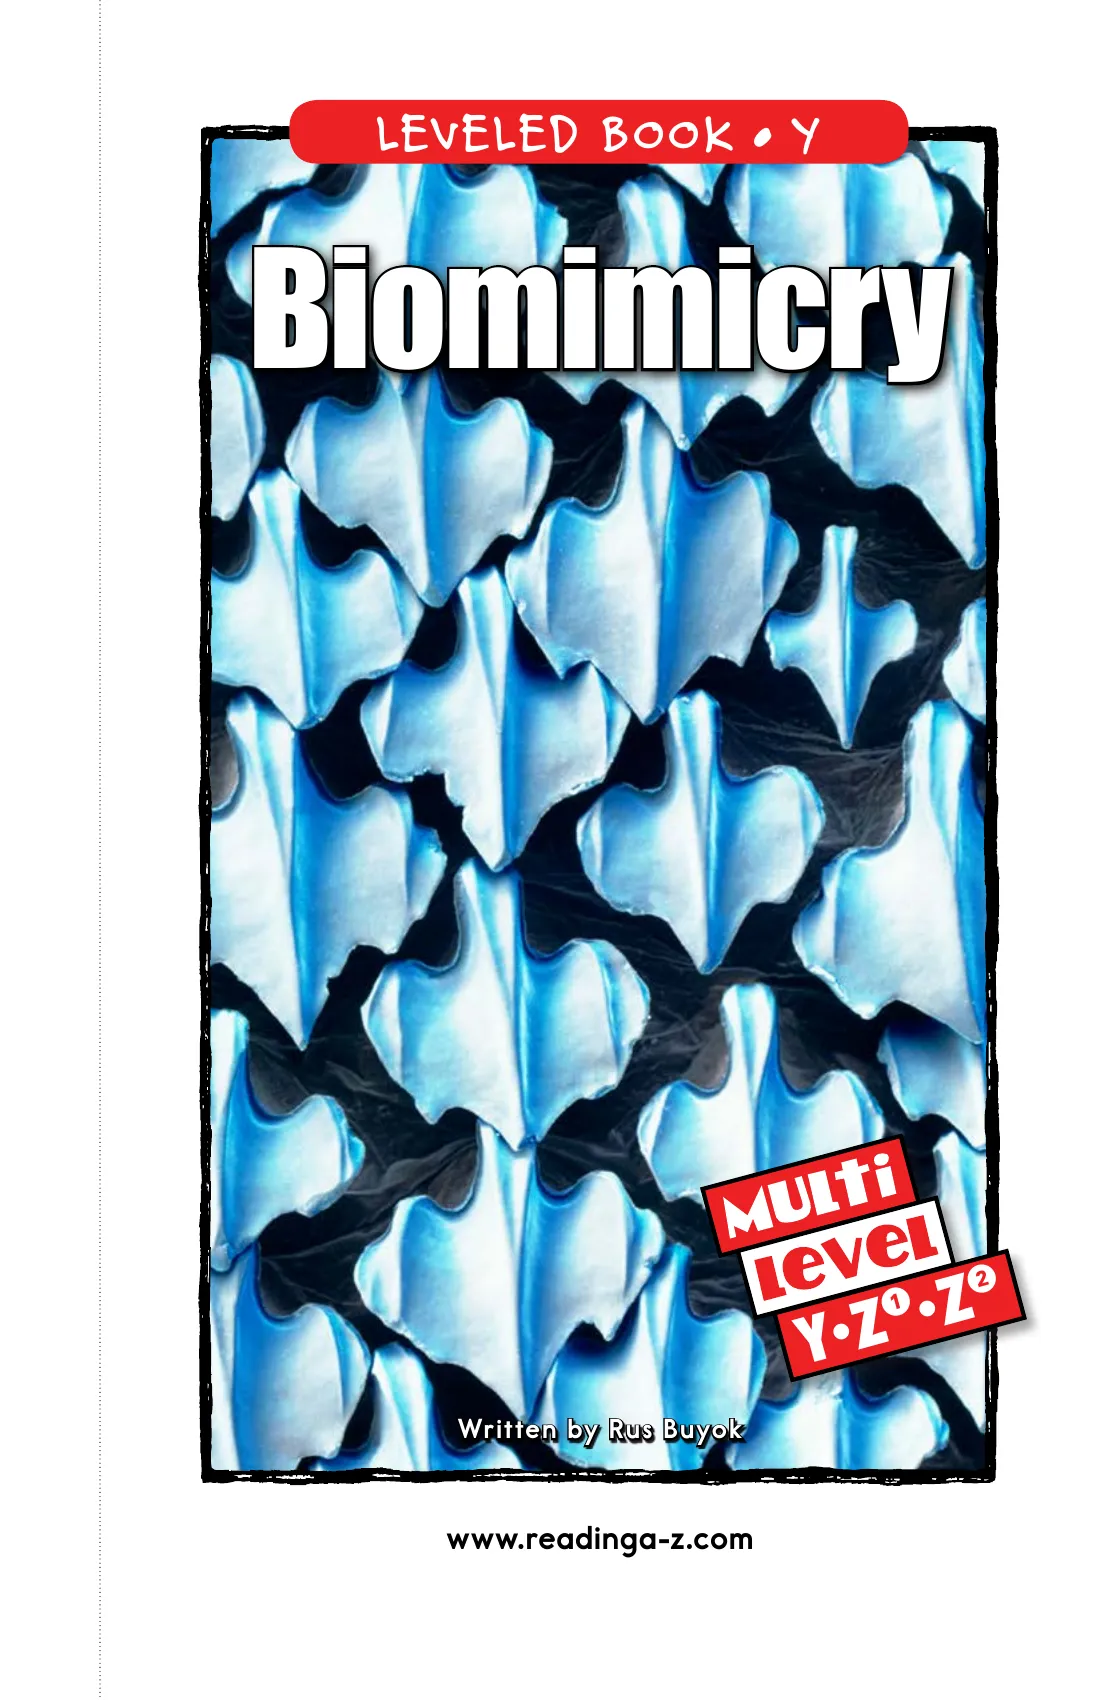 LEVELED BOOK • Y
Biomimicry
Multi
level
Y•Z¹•Z²
Written by Rus Buyok
www.readinga-z.com